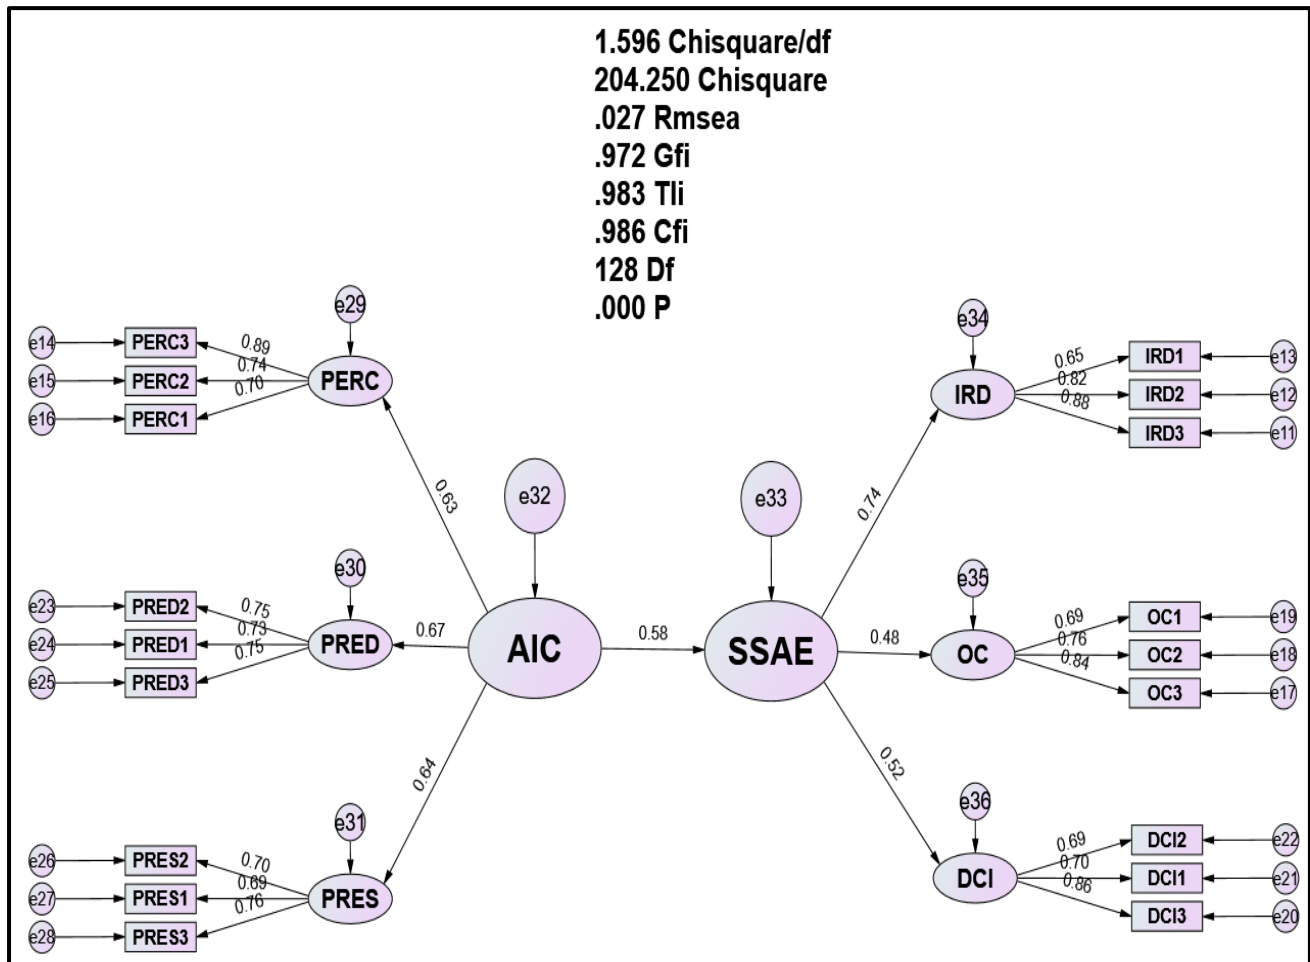 1.596 Chisquare/df
204.250 Chisquare
.027 Rmsea
.972 Gfi
.983 Tli
.986 Cfi
128 Df
.000 P
e29
e14 PERC3 0.89
e15 PERC2 0.74
e16 PERC1 0.70
PERC
0.63
e30
e23 PRED2 0.75
e24 PRED1 0.73
e25 PRED3 0.75
PRED
0.67
e31
e26 PRES2 0.70
e27 PRES1 0.69
e28 PRES3 0.76
PRES
0.64
e32
AIC
0.58
e33
SSAE
0.74
e34
IRD
0.65 IRD1 e13
0.82 IRD2 e12
0.88 IRD3 e11
0.48
e35
OC
0.69 OC1 e19
0.76 OC2 e18
0.84 OC3 e17
0.52
e36
DCI
0.69 DCI2 e22
0.70 DCI1 e21
0.86 DCI3 e20